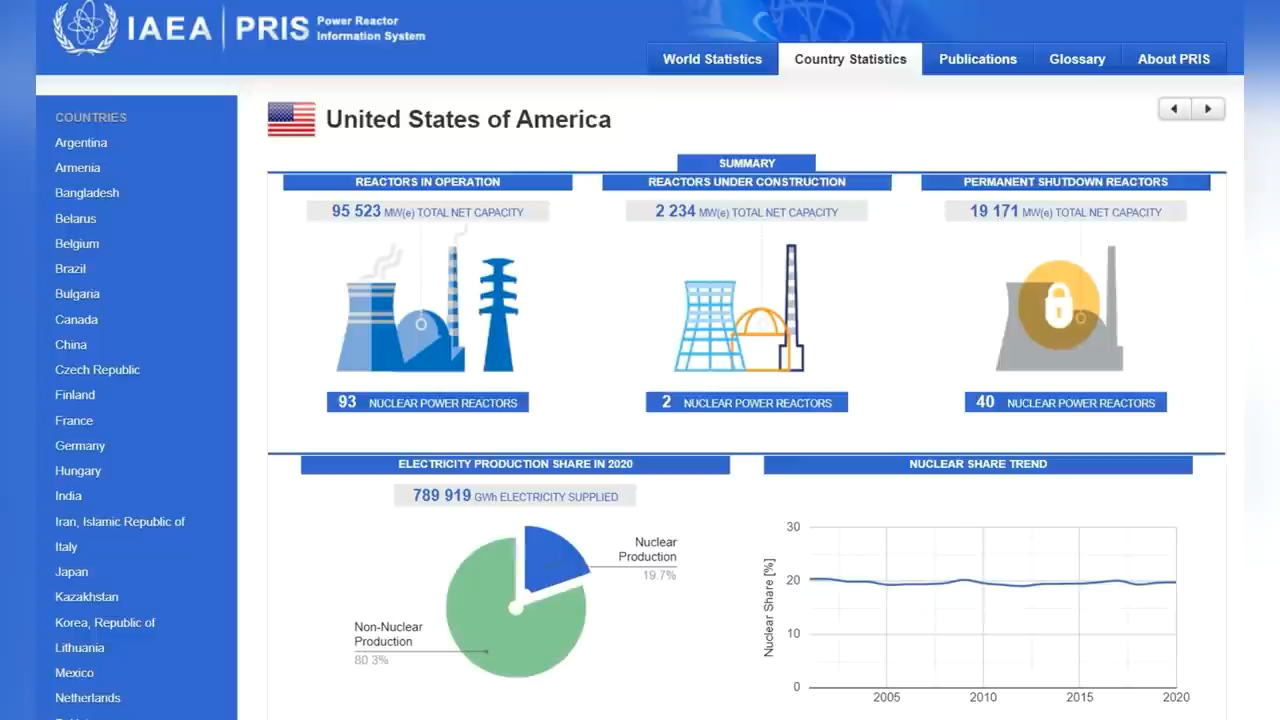 IAEA PRIS Power Reactor
Information System
World Statistics
Country Statistics
Publications
Glossary
About PRIS
COUNTRIES
Argentina
Armenia
Bangladesh
Belarus
Belgium
Brazil
Bulgaria
Canada
China
Czech Republic
Finland
France
Germany
Hungary
India
Iran, Islamic Republic of
Italy
Japan
Kazakhstan
Korea, Republic of
Lithuania
Mexico
Netherlands
United States of America
SUMMARY
REACTORS IN OPERATION
95 523 MW(e) TOTAL NET CAPACITY
93 NUCLEAR POWER REACTORS
REACTORS UNDER CONSTRUCTION
2 234 MW(e) TOTAL NET CAPACITY
2 NUCLEAR POWER REACTORS
PERMANENT SHUTDOWN REACTORS
19 171 MW(e) TOTAL NET CAPACITY
40 NUCLEAR POWER REACTORS
ELECTRICITY PRODUCTION SHARE IN 2020
789 919 GWh ELECTRICITY SUPPLIED
Nuclear
Production
19.7%
Non-Nuclear
Production
80 3%
NUCLEAR SHARE TREND
Nuclear Share [%]
30
20
10
0
2005
2010
2015
2020